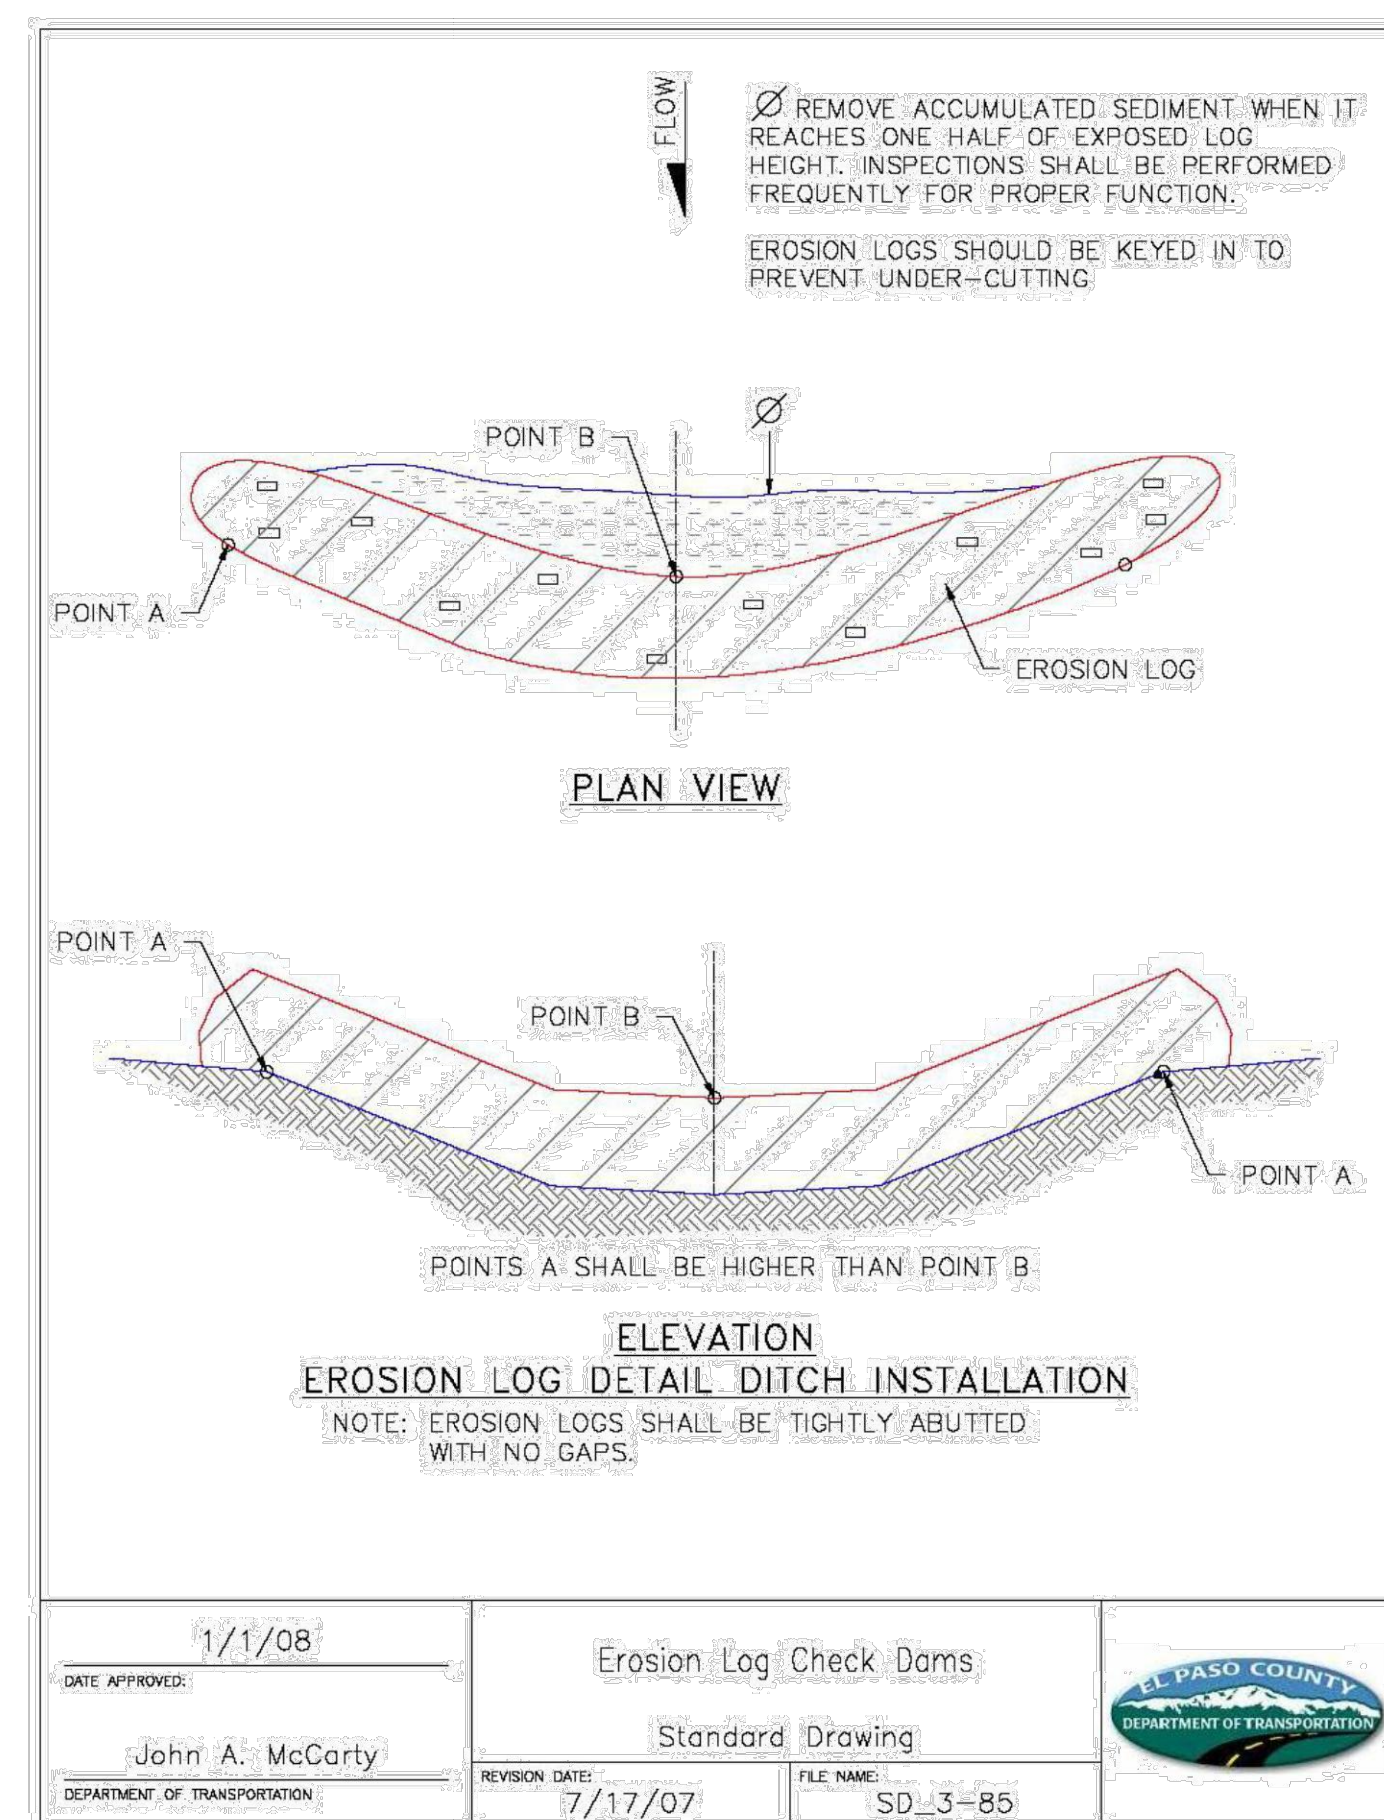 FLOW
Ø REMOVE ACCUMULATED SEDIMENT WHEN IT
REACHES ONE HALF OF EXPOSED LOG
HEIGHT. INSPECTIONS SHALL BE PERFORMED
FREQUENTLY FOR PROPER FUNCTION.
EROSION LOGS SHOULD BE KEYED IN TO
PREVENT UNDER-CUTTING
Ø
POINT B
POINT A
EROSION LOG
PLAN VIEW
POINT A
POINT B
POINT A
POINTS A SHALL BE HIGHER THAN POINT B
ELEVATION
EROSION LOG DETAIL DITCH INSTALLATION
NOTE: EROSION LOGS SHALL BE TIGHTLY ABUTTED
WITH NO GAPS.
1/1/08
DATE APPROVED:
John A. McCarty
DEPARTMENT OF TRANSPORTATION
Erosion Log Check Dams
Standard Drawing
REVISION DATE:
7/17/07
FILE NAME:
SD_3-85
EL PASO COUNTY
DEPARTMENT OF TRANSPORTATION